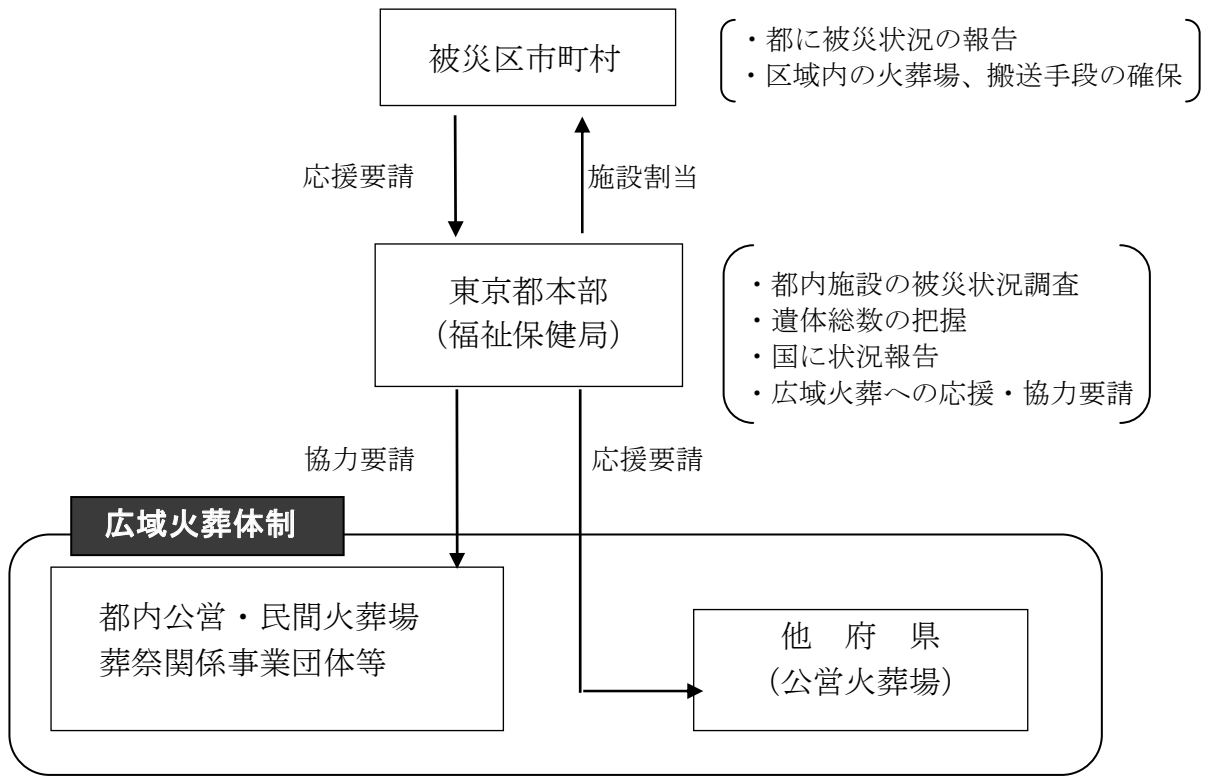 被災区市町村
・都に被災状況の報告
・区域内の火葬場、搬送手段の確保
応援要請
施設割当
東京都本部
（福祉保健局）
・都内施設の被災状況調査
・遺体総数の把握
・国に状況報告
・広域火葬への応援・協力要請
協力要請
応援要請
広域火葬体制
都内公営・民間火葬場
葬祭関係事業団体等
他　府　県
（公営火葬場）